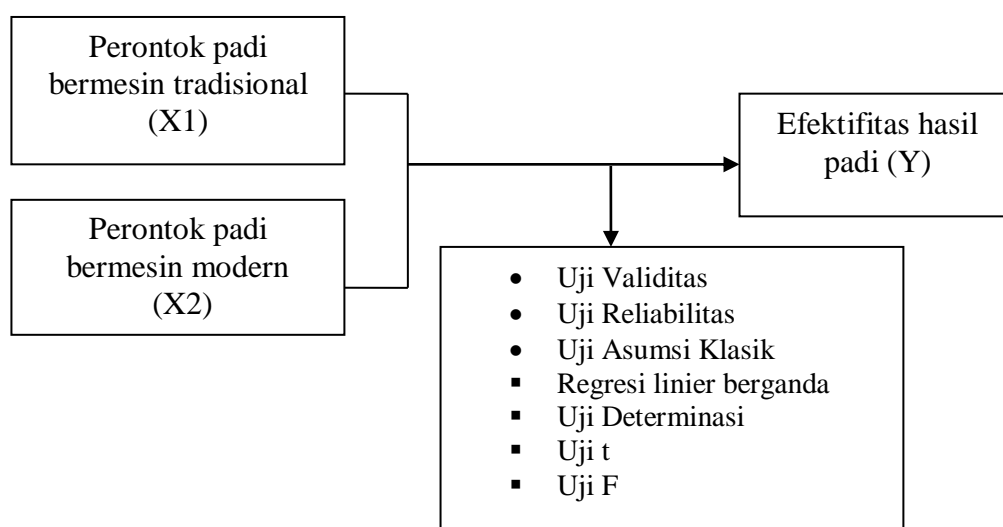 Perontok padi
bermesin tradisional
(X1)
Perontok padi
bermesin modern
(X2)
Efektifitas hasil
padi (Y)
• Uji Validitas
• Uji Reliabilitas
• Uji Asumsi Klasik
▪ Regresi linier berganda
▪ Uji Determinasi
▪ Uji t
▪ Uji F